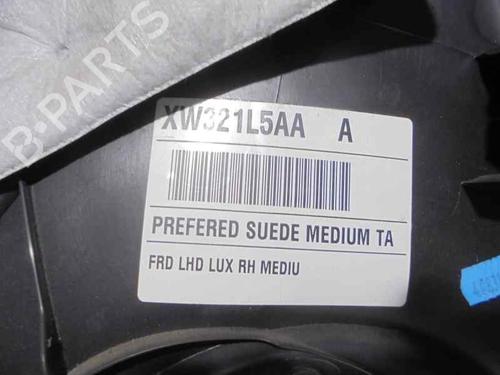 B-PARTS
XW321L5AA A
PREFERED SUEDE MEDIUM TA
FRD LHD LUX RH MEDIU